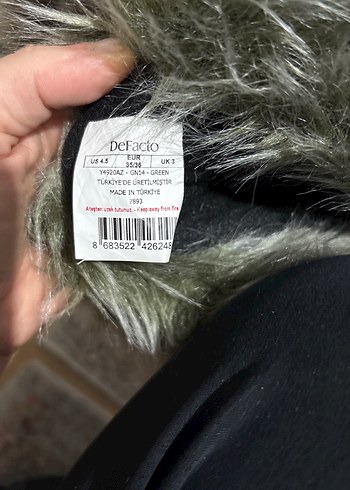 DeFacto
US 4.5 EUR 35/36 UK 3
Y4920AZ - GN14 - GREEN
TÜRKİYE'DE ÜRETİLMİŞTİR
MADE IN TÜRKİYE
7893
Ateşten uzak tutunuz. - Keep away from fire
8 683522 426248